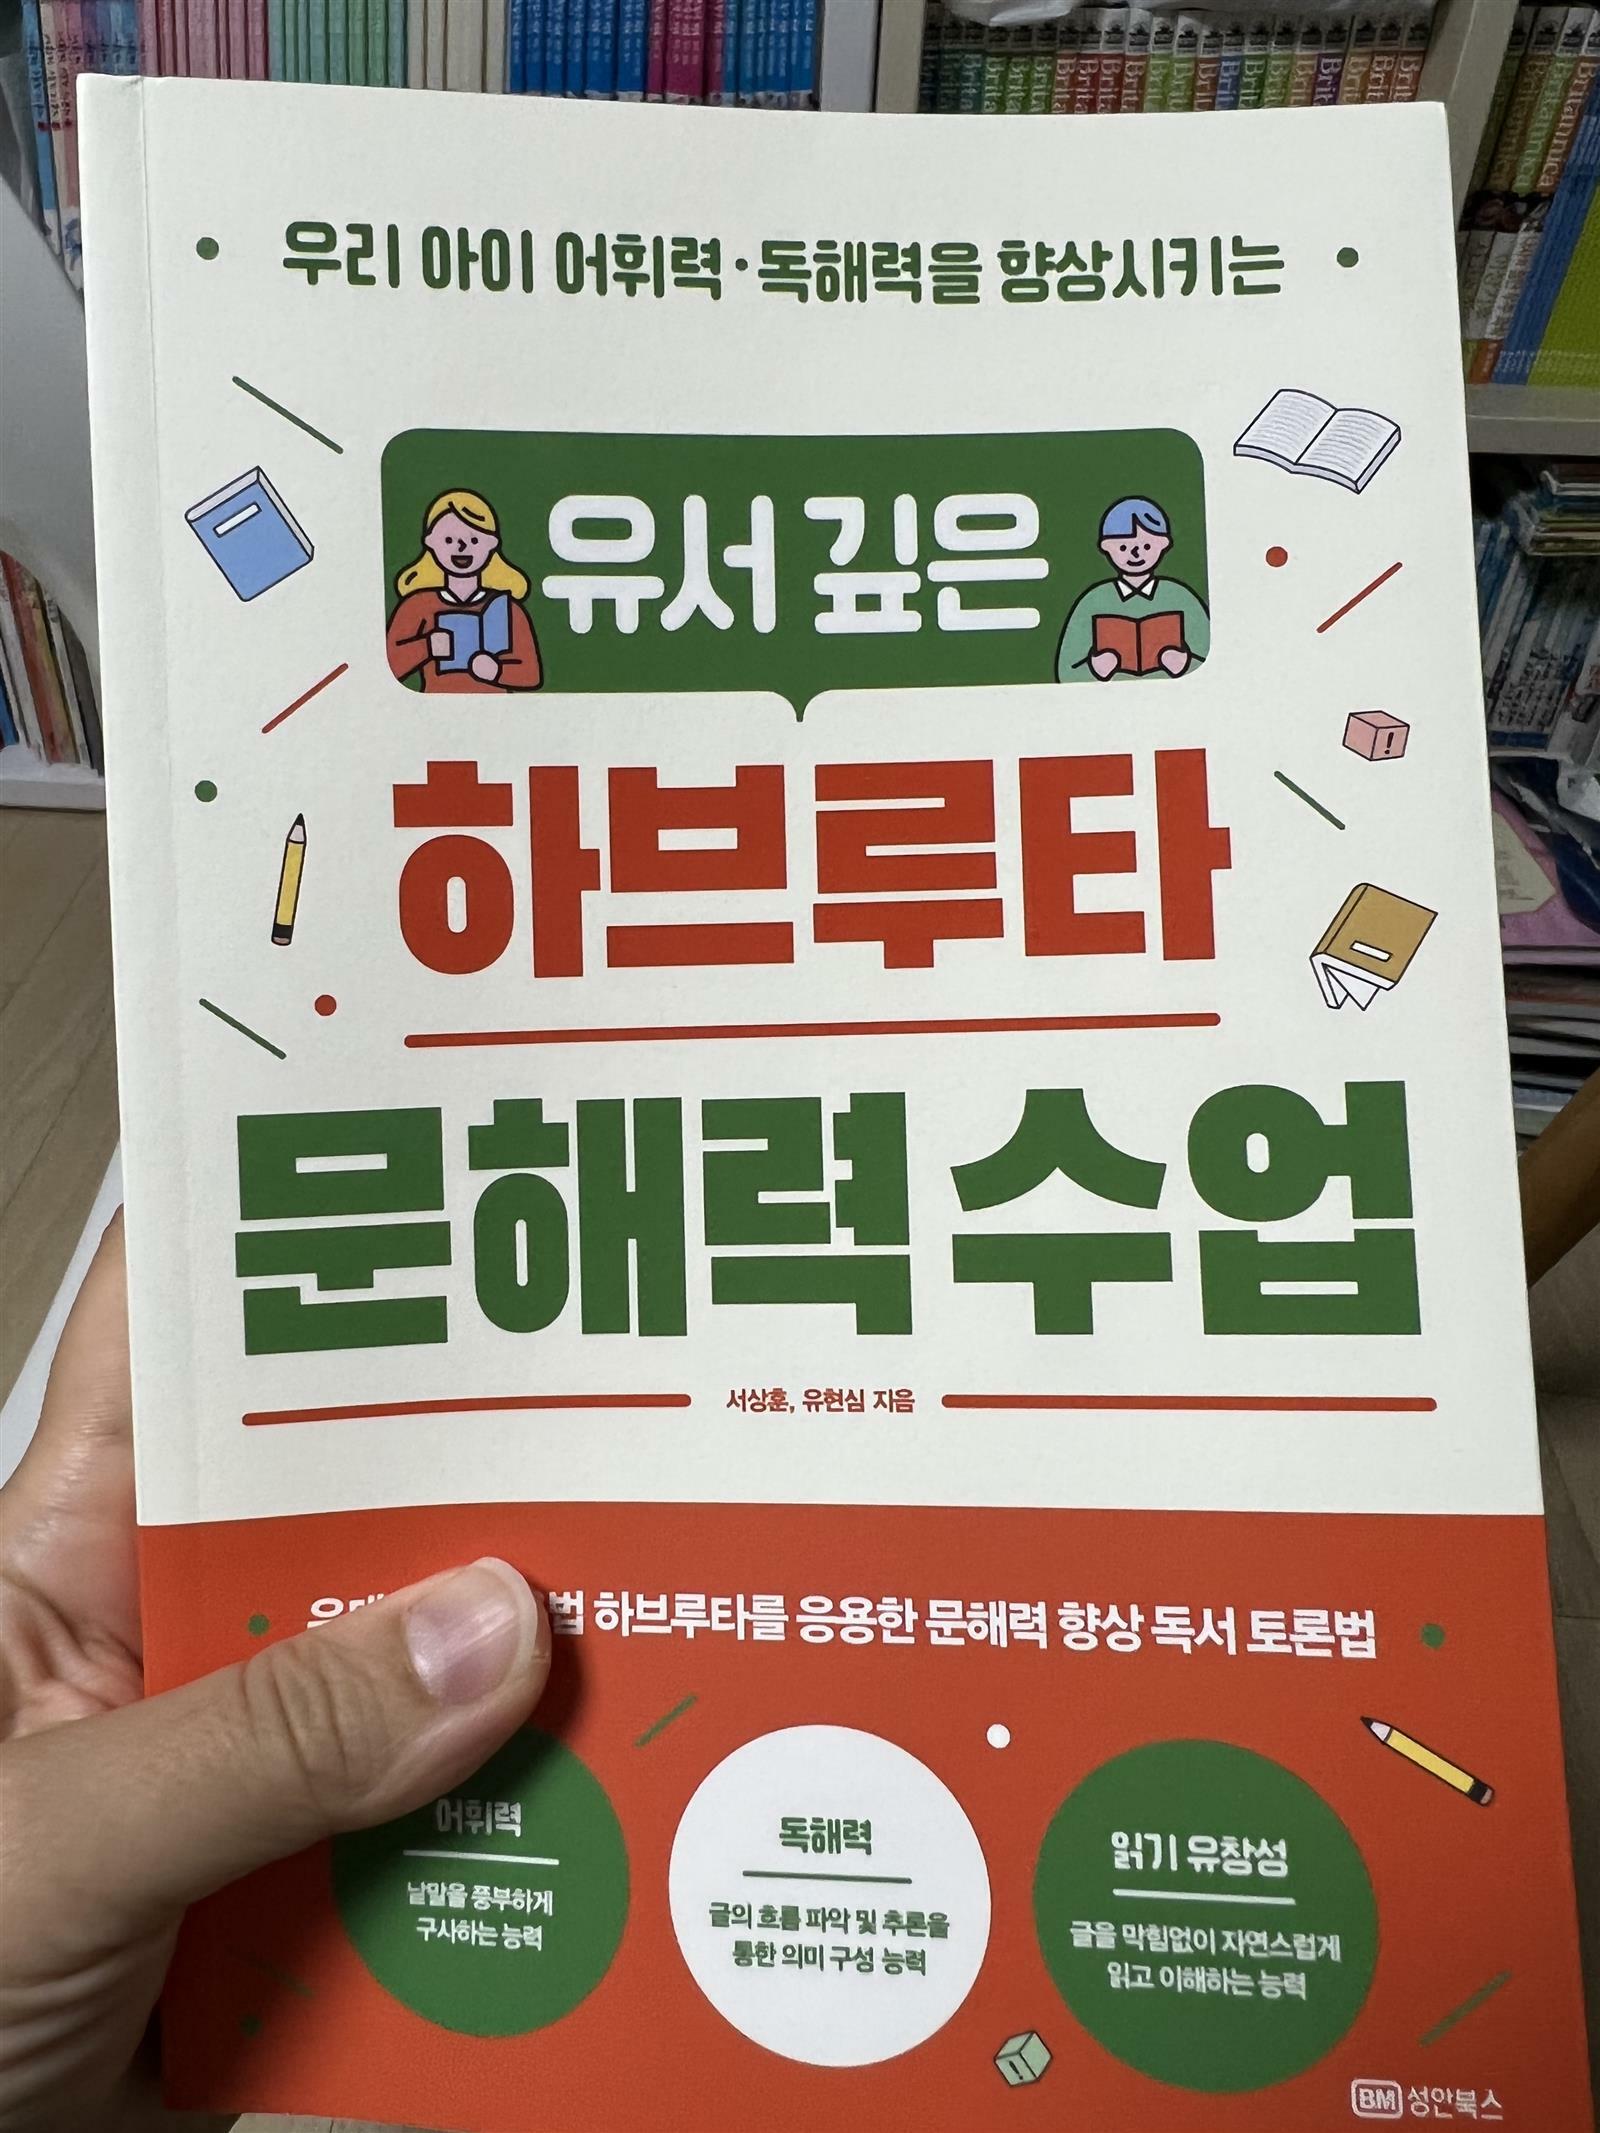 우리 아이 어휘력·독해력을 향상시키는
유서 깊은
하브루타
문해력 수업
서상훈, 유현심 지음
하브루타를 응용한 문해력 향상 독서 토론법
어휘력
낱말을 풍부하게
구사하는 능력
독해력
글의 흐름 파악 및 추론을
통한 의미 구성 능력
읽기 유창성
글을 막힘없이 자연스럽게
읽고 이해하는 능력
BM 성안북스
Britannica
Britannica